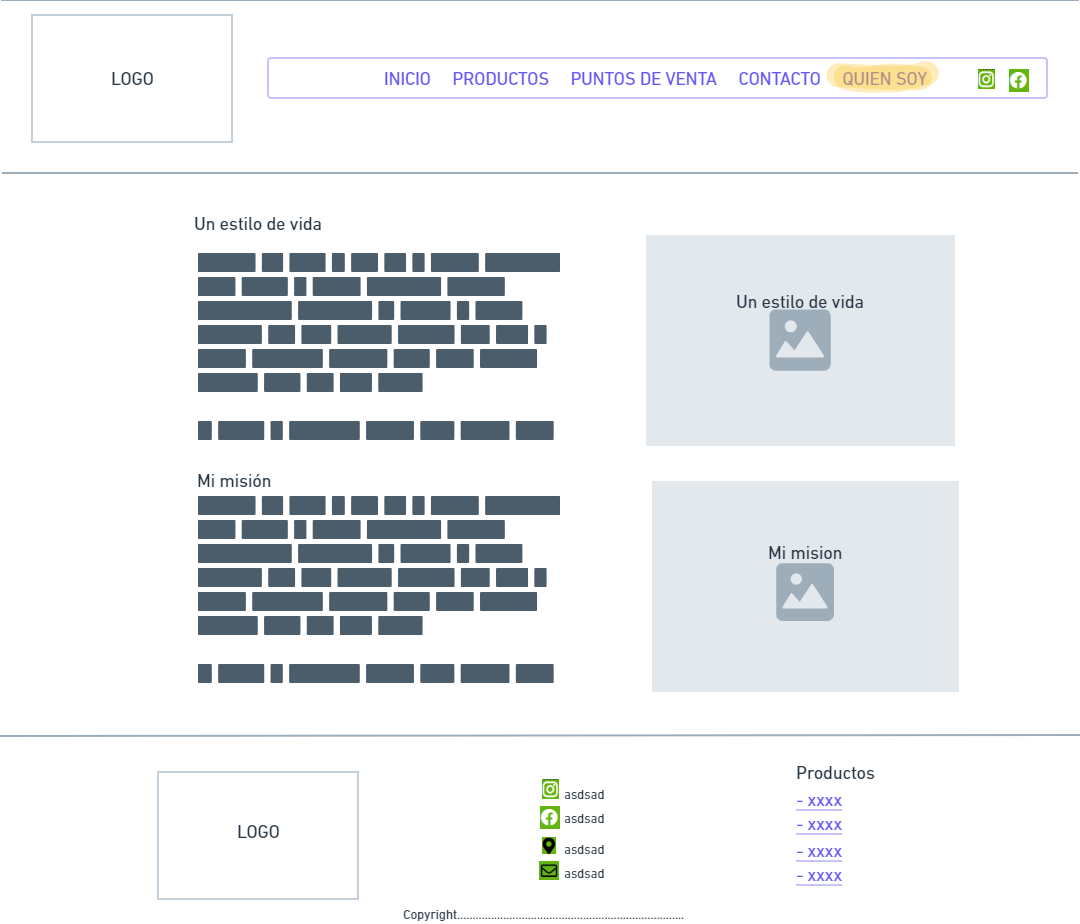 LOGO
INICIO PRODUCTOS PUNTOS DE VENTA CONTACTO QUIEN SOY
Un estilo de vida
Un estilo de vida
Mi misión
Mi mision
LOGO
asdsad
asdsad
asdsad
asdsad
Productos
- XXXX
- XXXX
- XXXX
- XXXX
Copyright...........................................................................